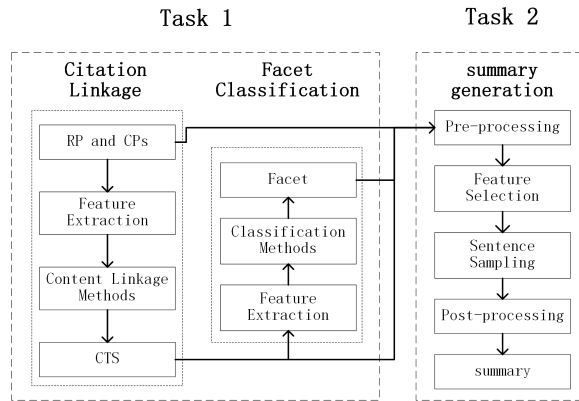 Task 1
Task 2
Citation
Linkage
Facet
Classification
summary
generation
RP and CPs
Feature
Extraction
Content Linkage
Methods
CTS
Facet
Classification
Methods
Feature
Extraction
Pre-processing
Feature
Selection
Sentence
Sampling
Post-processing
summary